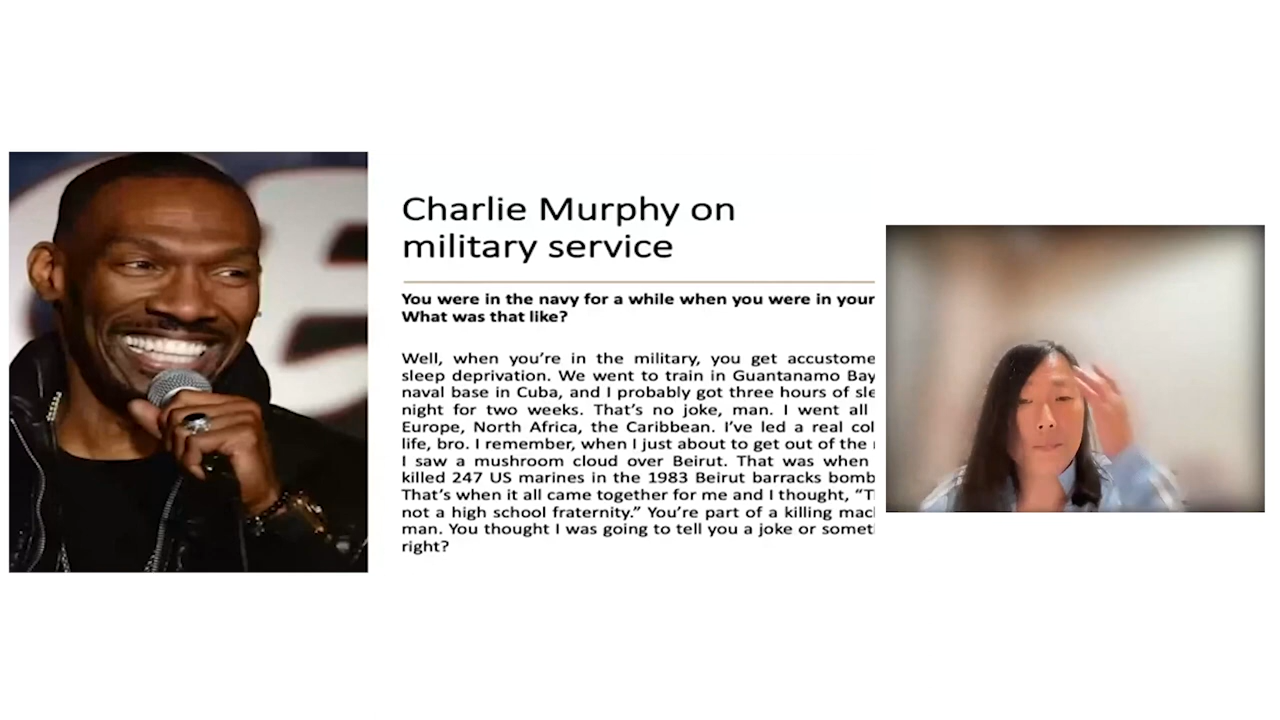 Charlie Murphy on
military service
You were in the navy for a while when you were in your
What was that like?
Well, when you're in the military, you get accustome
sleep deprivation. We went to train in Guantanamo Bay
naval base in Cuba, and I probably got three hours of sle
night for two weeks. That's no joke, man. I went all
Europe, North Africa, the Caribbean. I've led a real col
life, bro. I remember, when I just about to get out of the
I saw a mushroom cloud over Beirut. That was when
killed 247 US marines in the 1983 Beirut barracks bomb
That's when it all came together for me and I thought, “T
not a high school fraternity.” You're part of a killing mac
man. You thought I was going to tell you a joke or somet
right?